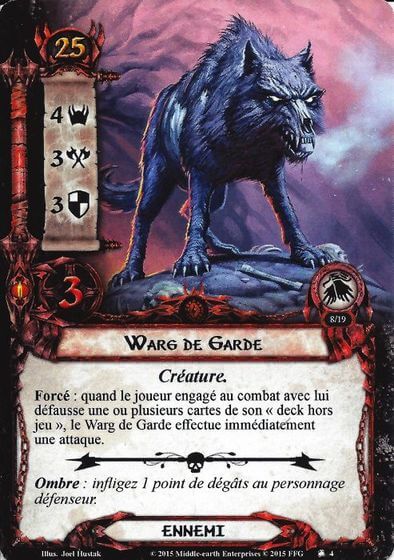 25
4
3
3
3
8/19
WARG DE GARDE
Créature.
Forcé : quand le joueur engagé au combat avec lui
défausse une ou plusieurs cartes de son « deck hors
jeu », le Warg de Garde effectue immédiatement
une attaque.
Ombre : infligez 1 point de dégâts au personnage
défenseur.
ENNEMI
Illus. Joel Hustak © 2015 Middle-earth Enterprises © 2015 FFG 4